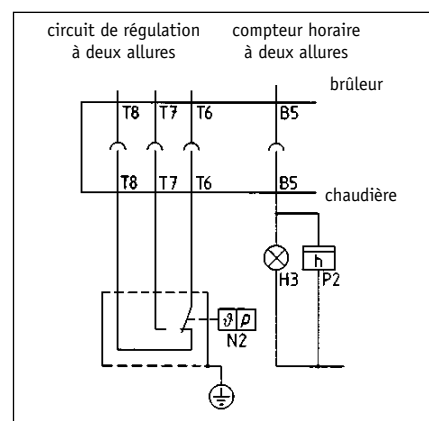 circuit de régulation
à deux allures
compteur horaire
à deux allures
brûleur
T8 T7 T6 B5
T8 T7 T6 B5
chaudière
h
H3 P2
ϑ p
N2